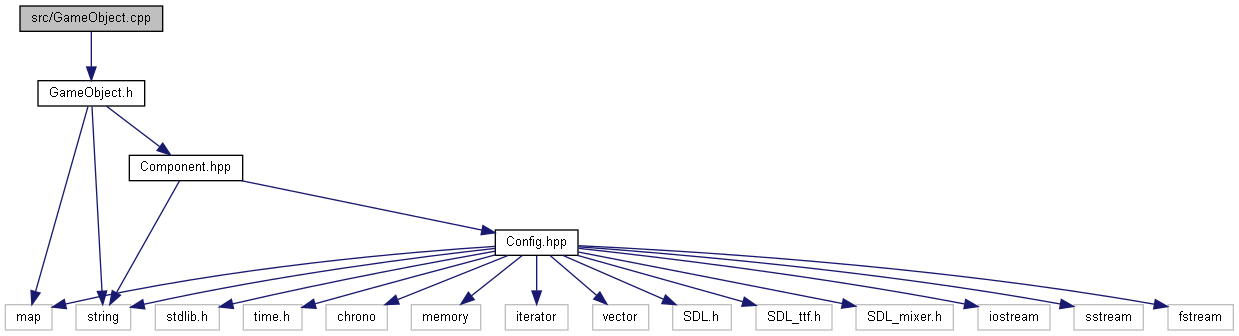 src/GameObject.cpp
GameObject.h
Component.hpp
Config.hpp
map
string
stdlib.h
time.h
chrono
memory
iterator
vector
SDL.h
SDL_ttf.h
SDL_mixer.h
iostream
sstream
fstream